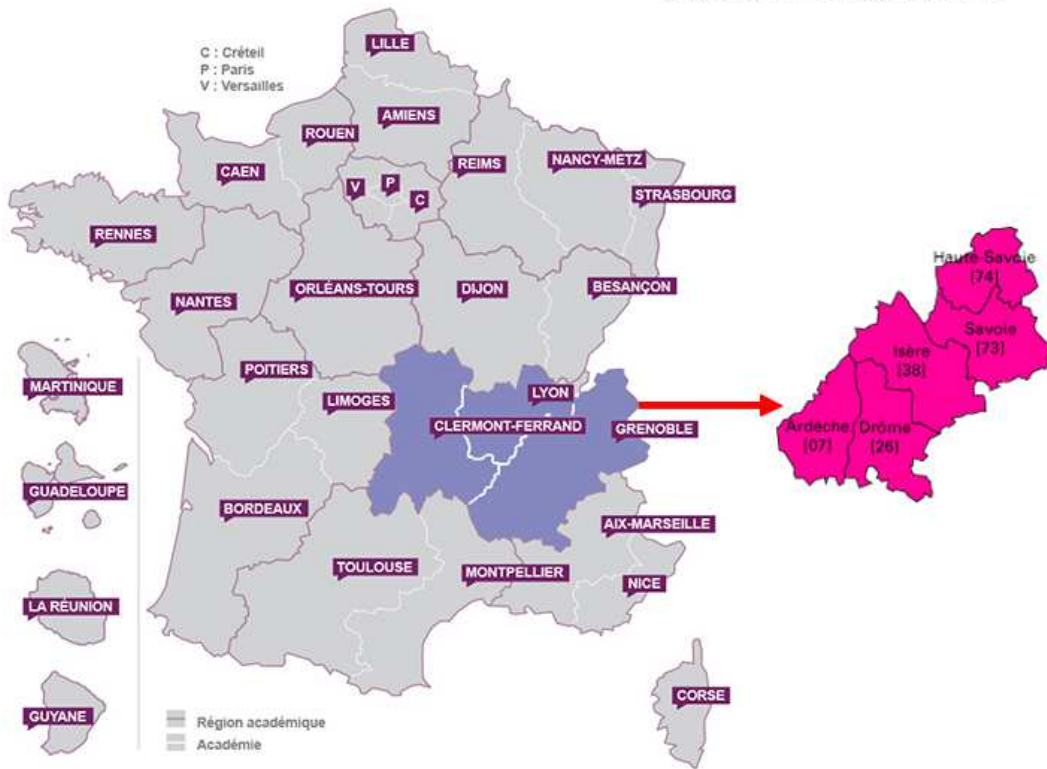 C : Créteil
P : Paris
V : Versailles
LILLE
AMIENS
ROUEN
CAEN
REIMS
NANCY-METZ
STRASBOURG
V
P
C
RENNES
NANTES
ORLÉANS-TOURS
DIJON
BESANÇON
POITIERS
LIMOGES
LYON
CLERMONT-FERRAND
GRENOBLE
BORDEAUX
AIX-MARSEILLE
TOULOUSE
MONTPELLIER
NICE
CORSE
MARTINIQUE
GUADELOUPE
LA RÉUNION
GUYANE
Région académique
Académie
Haute-Savoie
[74]
Savoie
[73]
Isère
[38]
Ardèche
[07]
Drôme
[26]